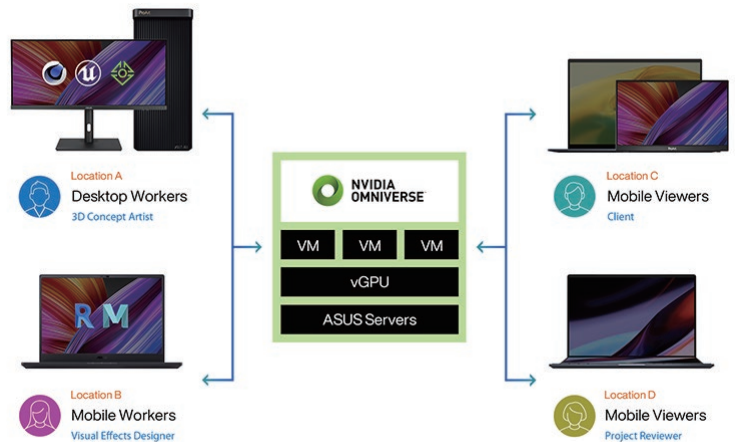 Location A
Desktop Workers
3D Concept Artist
Location B
Mobile Workers
Visual Effects Designer
R M
NVIDIA
OMNIVERSE
VM VM VM
vGPU
ASUS Servers
Location C
Mobile Viewers
Client
Location D
Mobile Viewers
Project Reviewer